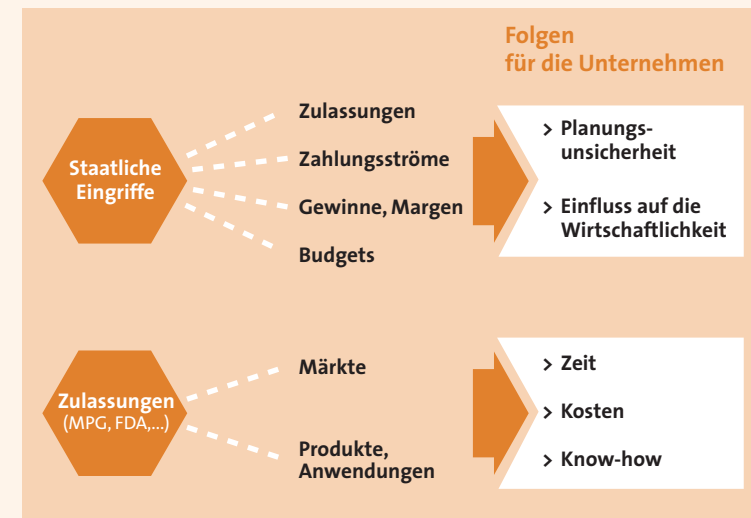 Folgen
für die Unternehmen
Staatliche
Eingriffe
Zulassungen
Zahlungsströme
Gewinne, Margen
Budgets
> Planungs-
unsicherheit
> Einfluss auf die
Wirtschaftlichkeit
Zulassungen
(MPG, FDA,...)
Märkte
Produkte,
Anwendungen
> Zeit
> Kosten
> Know-how